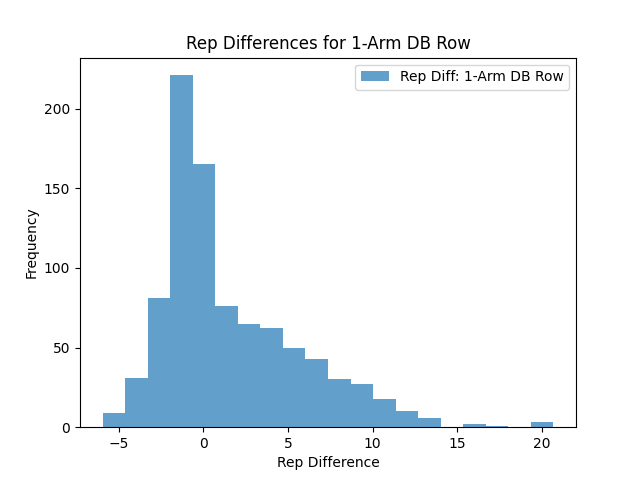 Rep Differences for 1-Arm DB Row
Rep Diff: 1-Arm DB Row
200
150
100
50
0
Frequency
−5 0 5 10 15 20
Rep Difference